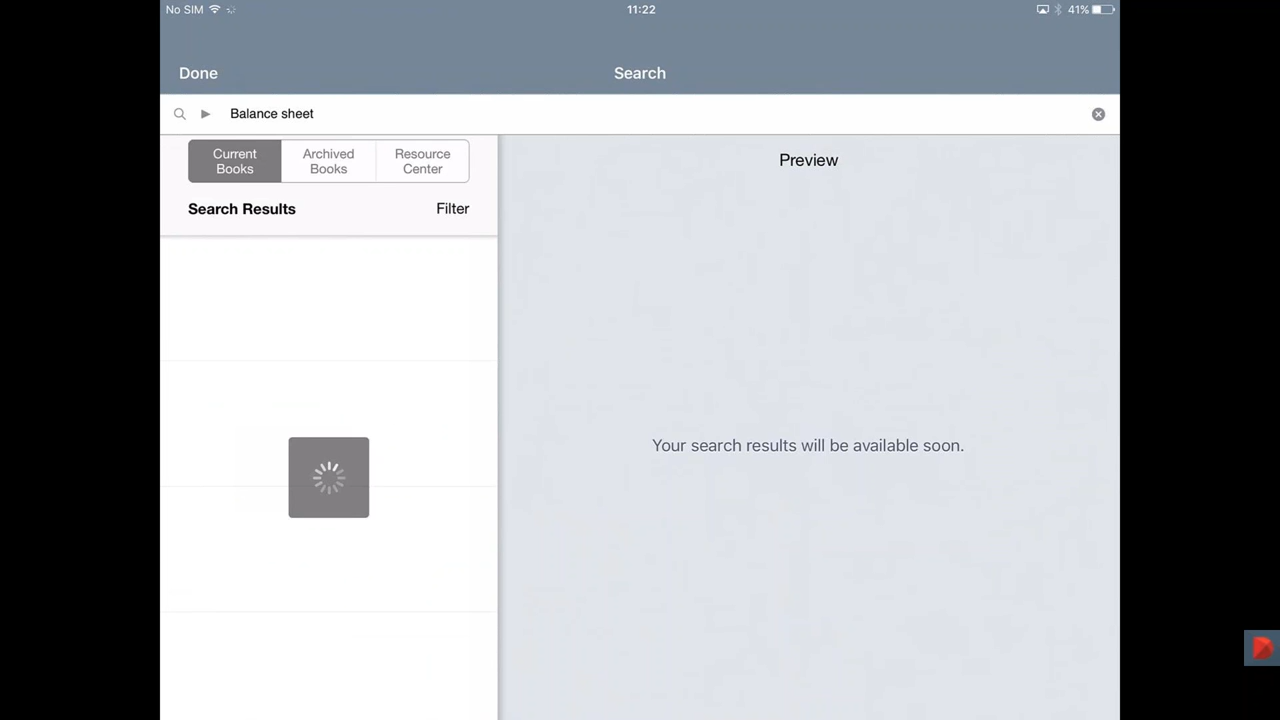 No SIM
11:22
41%
Done
Search
Balance sheet
Current
Books
Archived
Books
Resource
Center
Preview
Search Results
Filter
Your search results will be available soon.